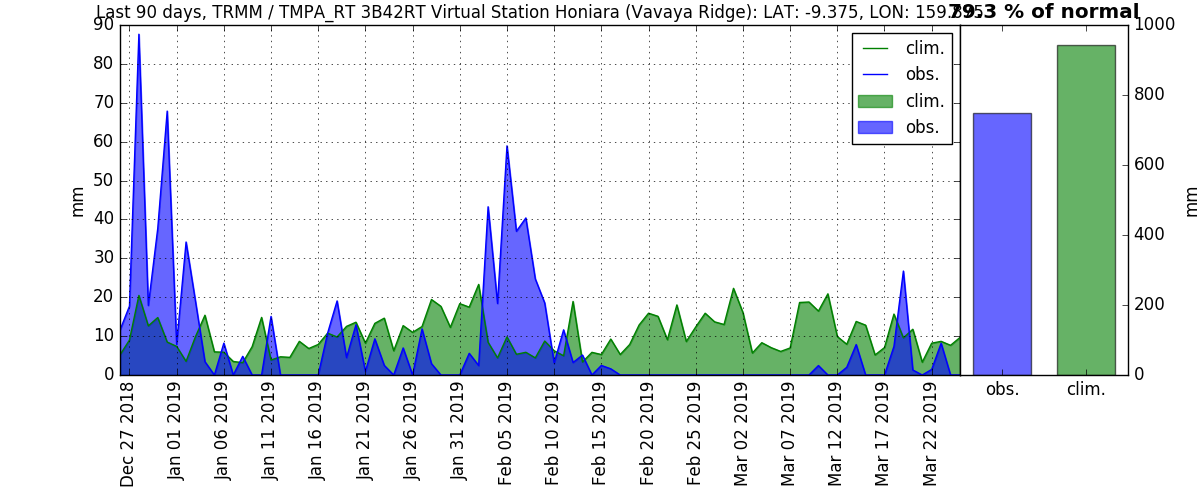 Last 90 days, TRMM / TMPA_RT 3B42RT Virtual Station Honiara (Vavaya Ridge): LAT: -9.375, LON:
79.3 % of normal
90
80
70
60
50
40
30
20
10
0
mm
clim.
obs.
clim.
obs.
1000
800
600
400
200
0
mm
obs.
clim.
Dec 27 2018
Jan 01 2019
Jan 06 2019
Jan 11 2019
Jan 16 2019
Jan 21 2019
Jan 26 2019
Jan 31 2019
Feb 05 2019
Feb 10 2019
Feb 15 2019
Feb 20 2019
Feb 25 2019
Mar 02 2019
Mar 07 2019
Mar 12 2019
Mar 17 2019
Mar 22 2019